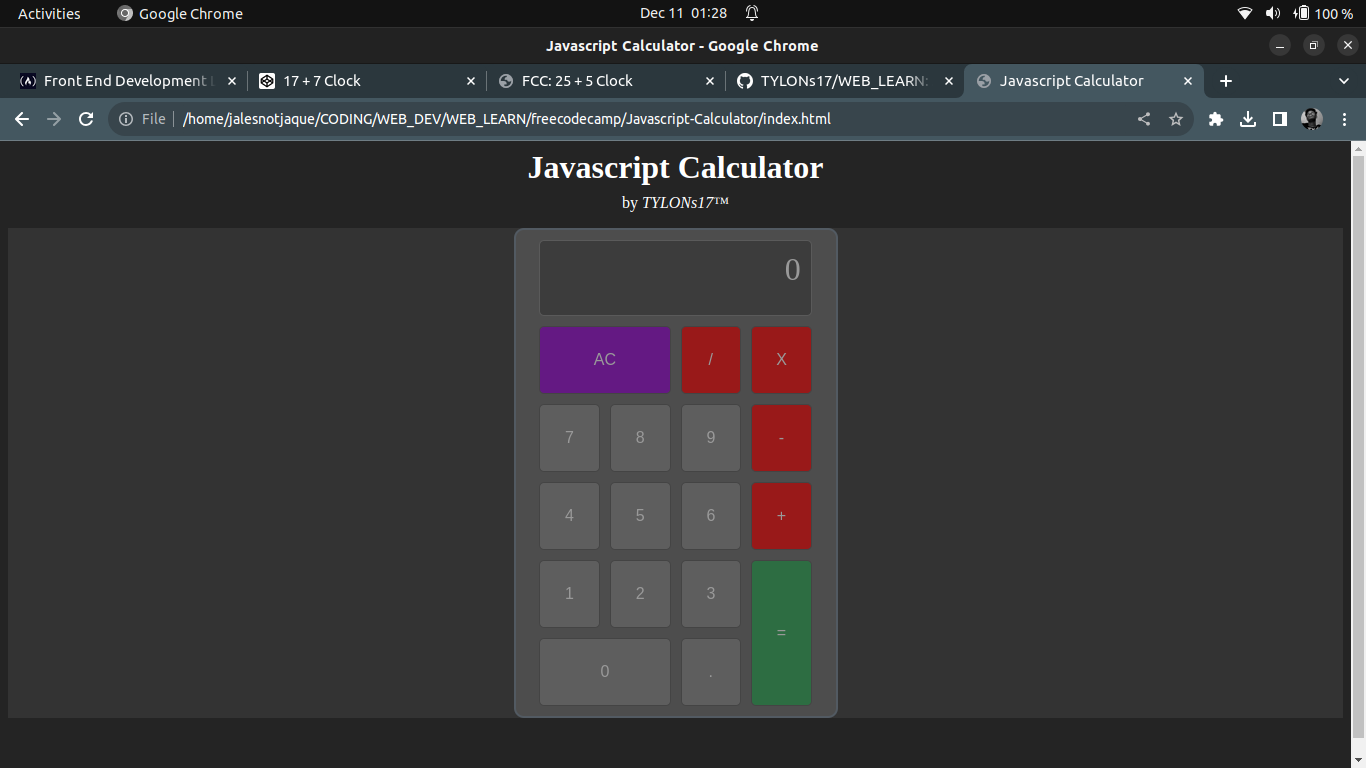 Activities Google Chrome Dec 11 01:28 100 %
Javascript Calculator - Google Chrome
Front End Development 17 + 7 Clock FCC: 25 + 5 Clock TYLONs17/WEB_LEARN: Javascript Calculator
File /home/jalesnotjaque/CODING/WEB_DEV/WEB_LEARN/freecodecamp/Javascript-Calculator/index.html
Javascript Calculator
by TYLONs17™
0
AC / X
7 8 9 -
4 5 6 +
1 2 3
=
0 .